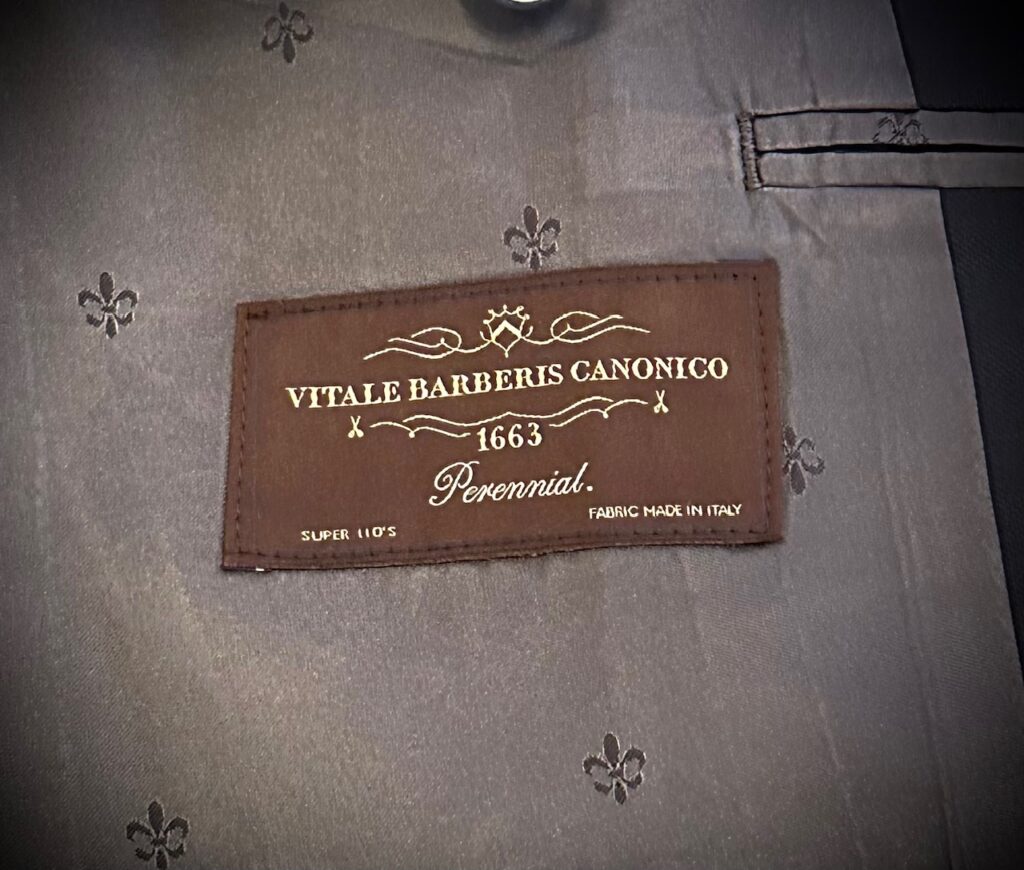 VITALE BARBERIS CANONICO
1663
Perennial.
FABRIC MADE IN ITALY
SUPER 110'S